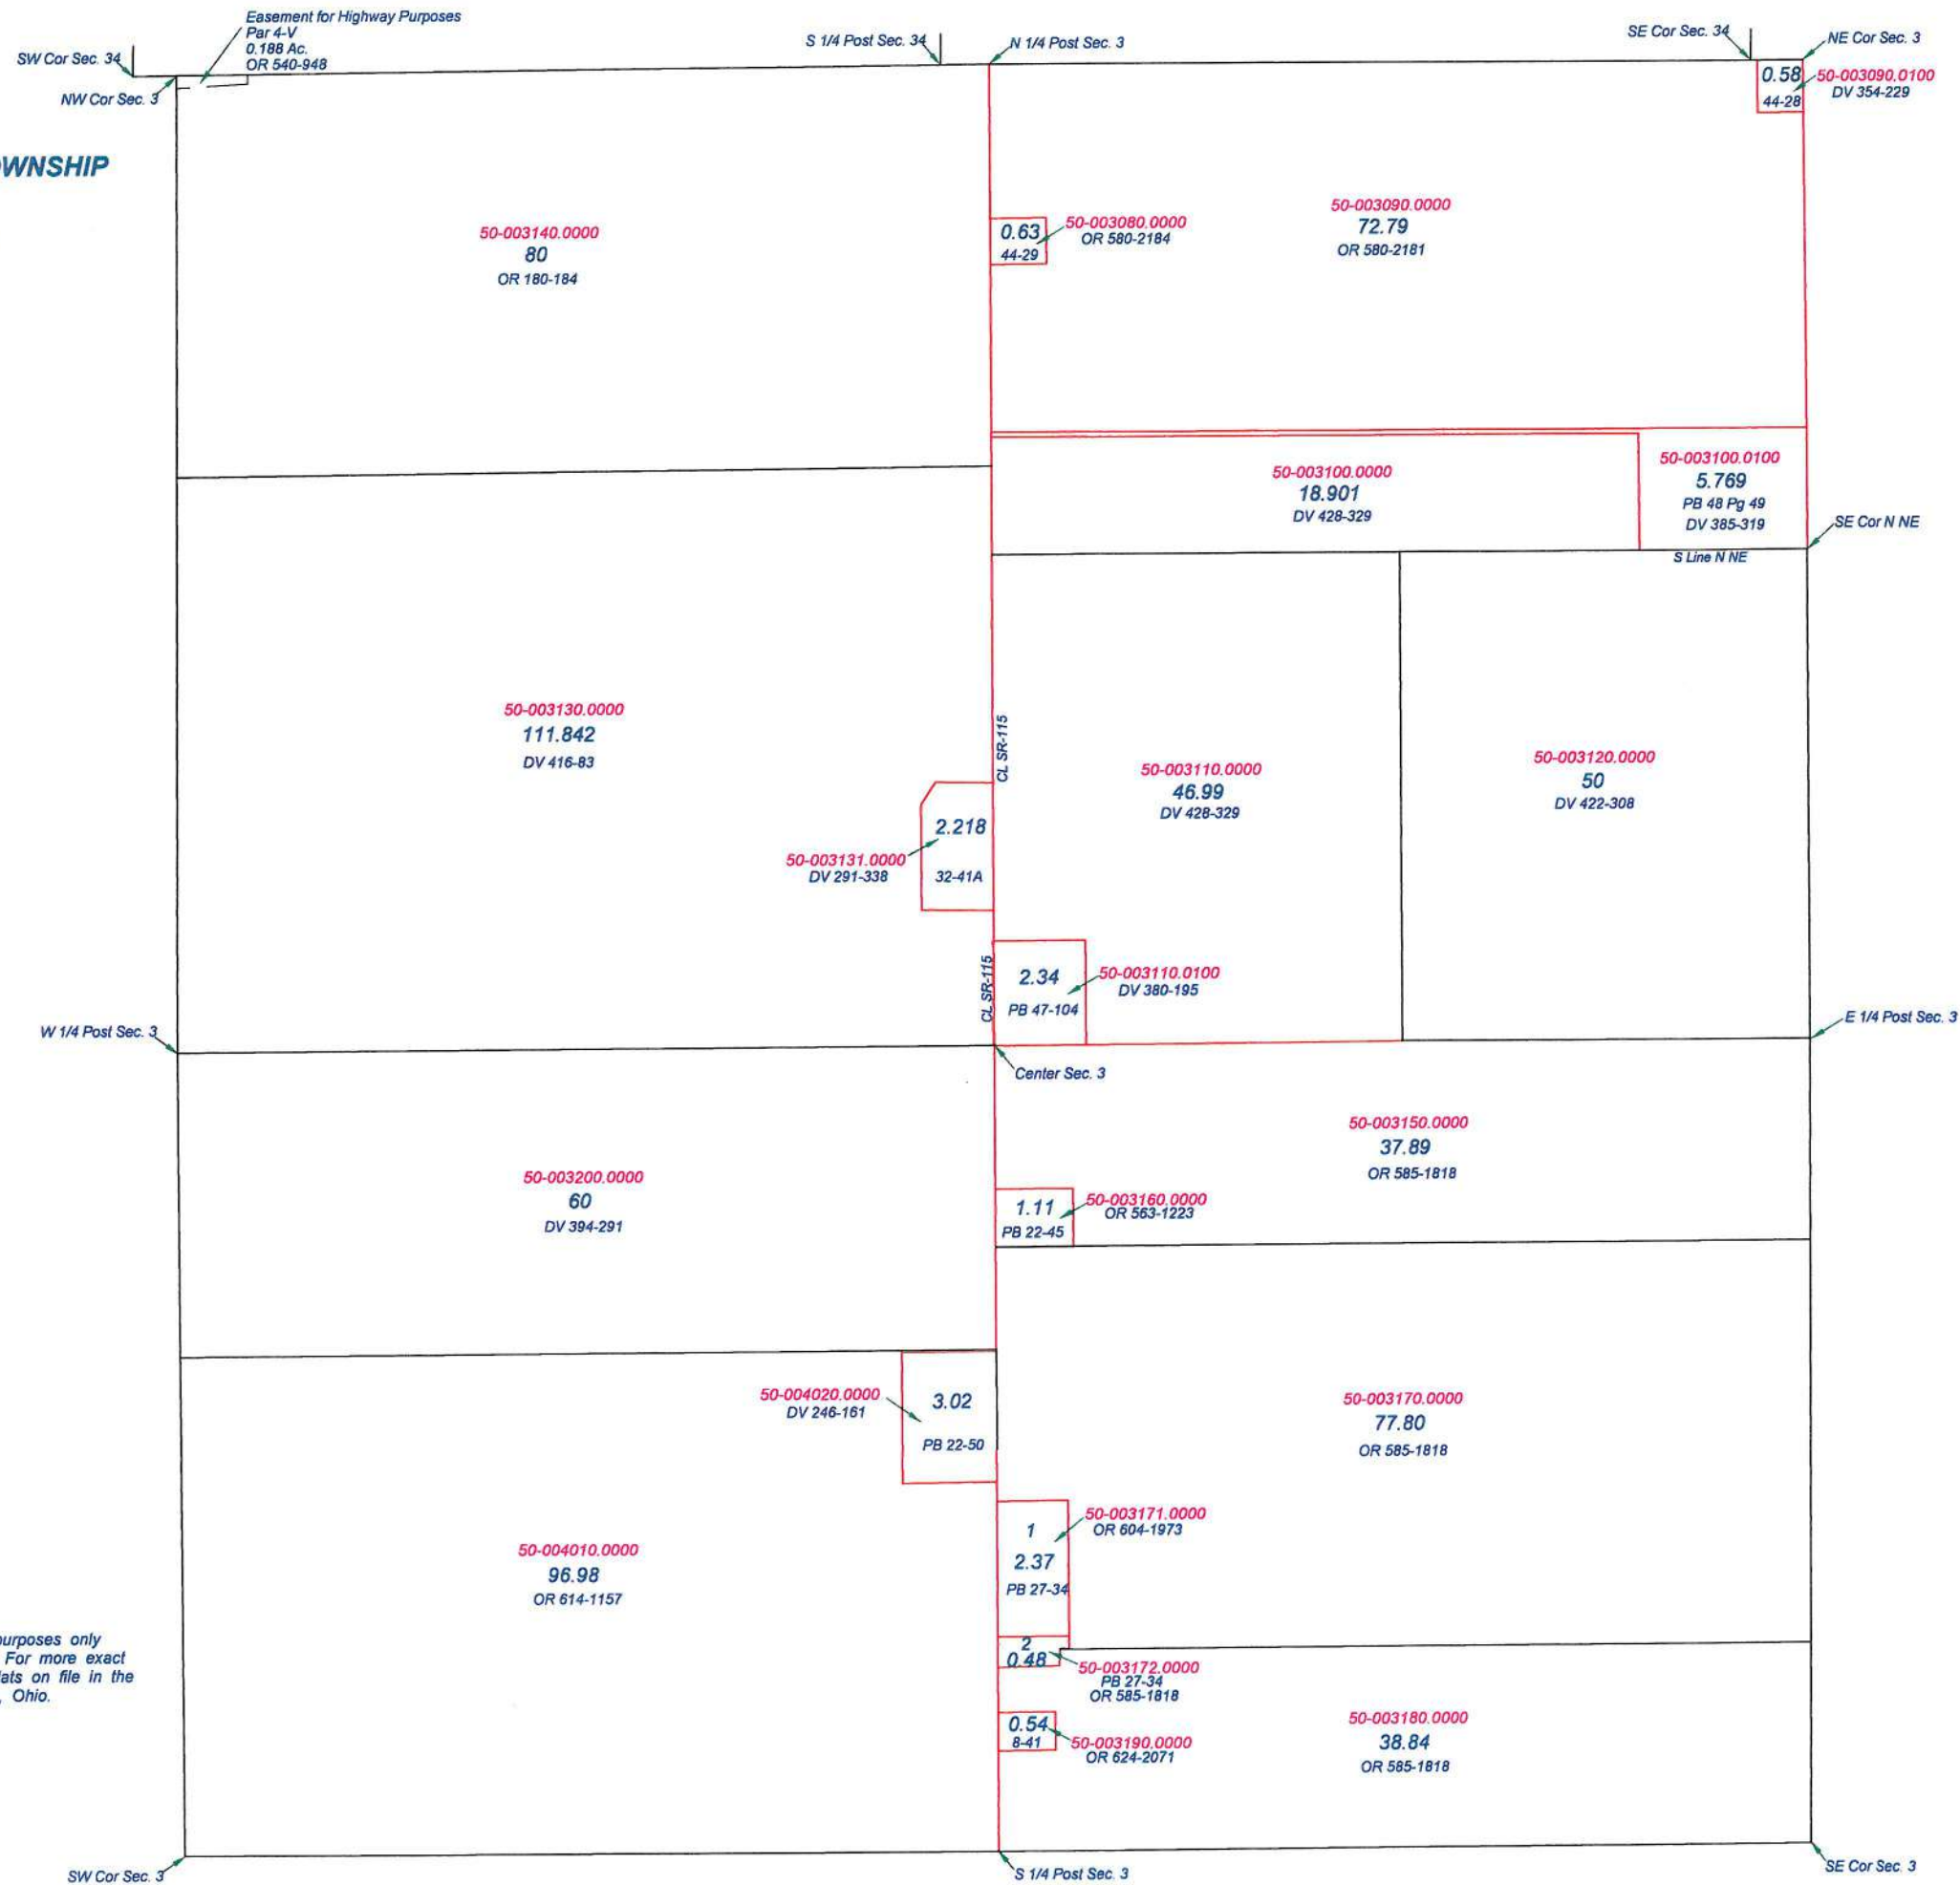 Easement for Highway Purposes
Par 4-V
0.188 Ac.
OR 540-948
SW Cor Sec. 34
NW Cor Sec. 3
S 1/4 Post Sec. 34
N 1/4 Post Sec. 3
SE Cor Sec. 34
NE Cor Sec. 3
0.58
44-28
50-003090.0100
DV 354-229
OWNSHIP
50-003140.0000
80
OR 180-184
0.63
44-29
50-003080.0000
OR 580-2184
50-003090.0000
72.79
OR 580-2181
50-003100.0000
18.901
DV 428-329
50-003100.0100
5.769
PB 48 Pg 49
DV 385-319
SE Cor N NE
S Line N NE
50-003130.0000
111.842
DV 416-83
CL SR-115
50-003110.0000
46.99
DV 428-329
50-003120.0000
50
DV 422-308
2.218
32-41A
50-003131.0000
DV 291-338
CL SR-115
2.34
PB 47-104
50-003110.0100
DV 380-195
W 1/4 Post Sec. 3
E 1/4 Post Sec. 3
Center Sec. 3
50-003150.0000
37.89
OR 585-1818
50-003200.0000
60
DV 394-291
1.11
PB 22-45
50-003160.0000
OR 563-1223
50-004020.0000
DV 246-161
3.02
PB 22-50
50-003170.0000
77.80
OR 585-1818
50-004010.0000
96.98
OR 614-1157
1
2.37
PB 27-34
50-003171.0000
OR 604-1973
2
0.48
50-003172.0000
PB 27-34
OR 585-1818
urposes only
For more exact
ats on file in the
, Ohio.
0.54
8-41
50-003190.0000
OR 624-2071
50-003180.0000
38.84
OR 585-1818
SW Cor Sec. 3
S 1/4 Post Sec. 3
SE Cor Sec. 3